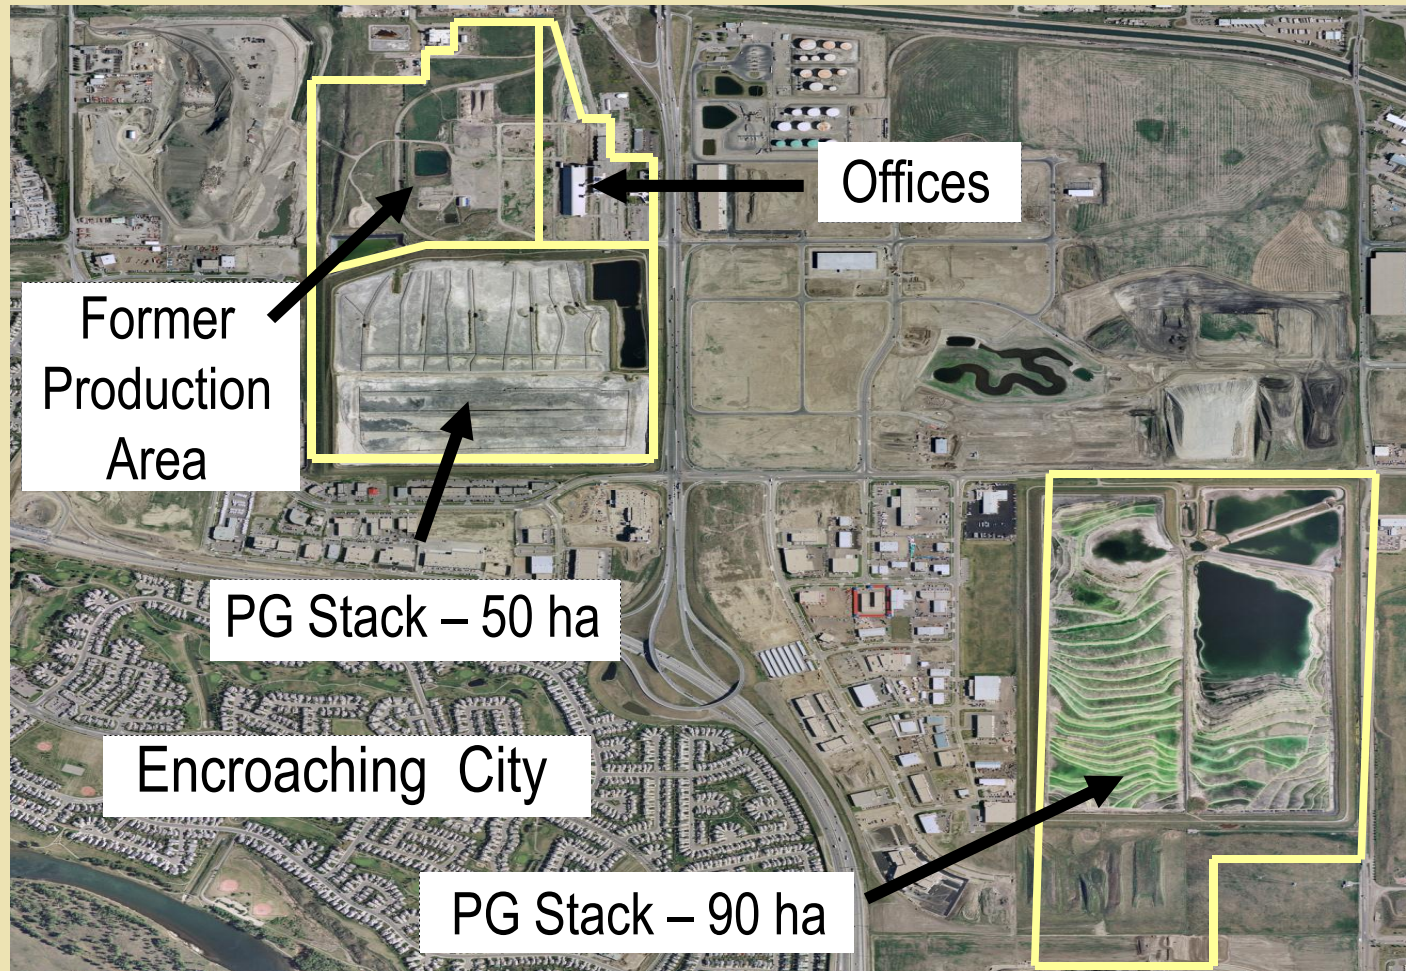 Offices
Former
Production
Area
PG Stack – 50 ha
Encroaching City
PG Stack – 90 ha